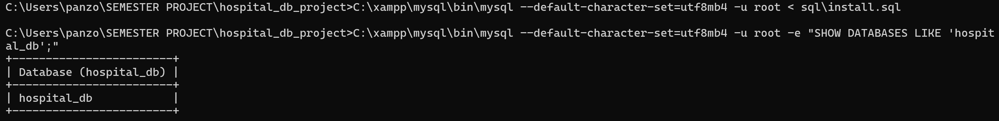 C:\Users\panzo\SEMESTER PROJECT\hospital_db_project>C:\xampp\mysql\bin\mysql --default-character-set=utf8mb4 -u root < sql\install.sql
C:\Users\panzo\SEMESTER PROJECT\hospital_db_project>C:\xampp\mysql\bin\mysql --default-character-set=utf8mb4 -u root -e "SHOW DATABASES LIKE 'hospit
al_db';"
+------------------------+
| Database (hospital_db) |
+------------------------+
| hospital_db            |
+------------------------+